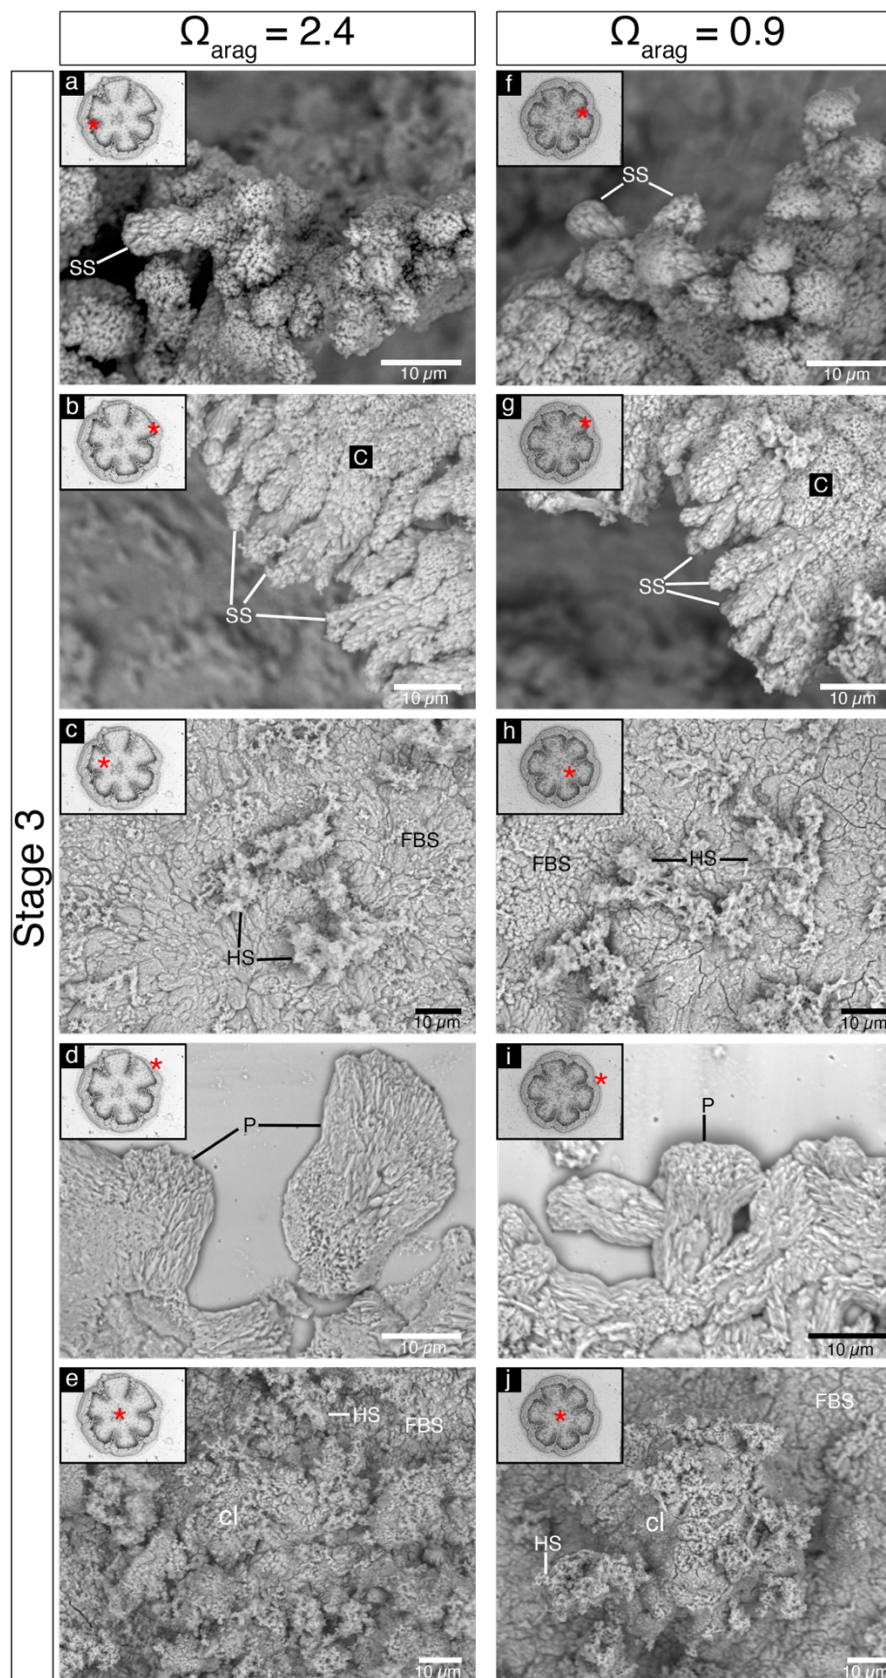 Ωarag = 2.4
Ωarag = 0.9
Stage 3
a
SS
10 µm
f
SS
10 µm
b
C
SS
10 µm
g
C
SS
10 µm
c
FBS
HS
10 µm
h
FBS
HS
10 µm
d
P
10 µm
i
P
10 µm
e
HS
FBS
cl
10 µm
j
FBS
cl
HS
10 µm